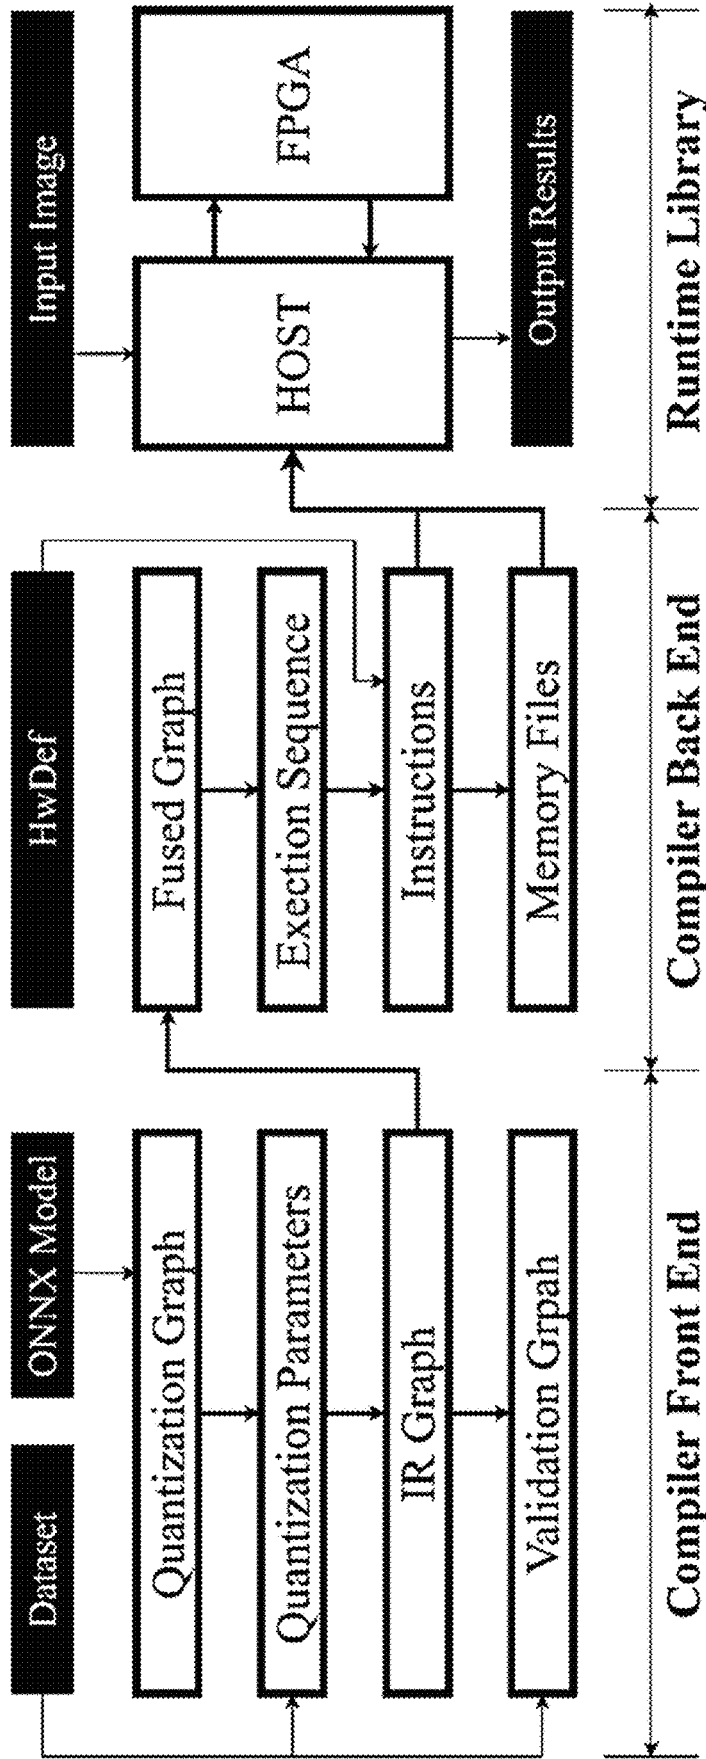 Dataset
ONNX Model
Quantization Graph
Quantization Parameters
IR Graph
Validation Grpah
Compiler Front End
HwDef
Fused Graph
Exection Sequence
Instructions
Memory Files
Compiler Back End
Input Image
HOST
FPGA
Output Results
Runtime Library